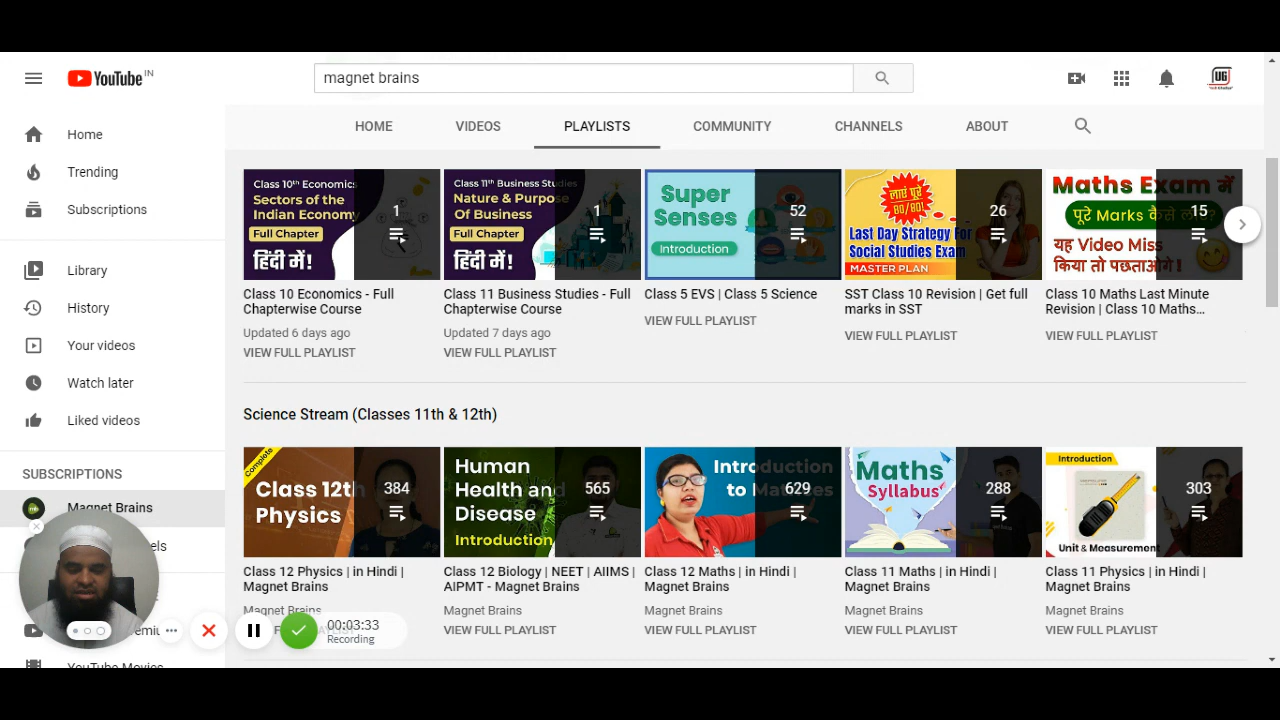 YouTube IN
magnet brains
UG
HOME VIDEOS PLAYLISTS COMMUNITY CHANNELS ABOUT
Home
Trending
Subscriptions
Library
History
Your videos
Watch later
Liked videos
SUBSCRIPTIONS
Magnet Brains
YouTube Movies
Class 10th Economics
Sectors of the
Indian Economy
Full Chapter
हिंदी में!
1
Class 10 Economics - Full
Chapterwise Course
Updated 6 days ago
VIEW FULL PLAYLIST
Class 11th Business Studies
Nature & Purpose
Of Business
Full Chapter
हिंदी में!
1
Class 11 Business Studies - Full
Chapterwise Course
Updated 7 days ago
VIEW FULL PLAYLIST
Super
Senses
Introduction
52
Class 5 EVS | Class 5 Science
VIEW FULL PLAYLIST
लाएं पूरे
80/80!
Last Day Strategy For
Social Studies Exam
MASTER PLAN
26
SST Class 10 Revision | Get full
marks in SST
VIEW FULL PLAYLIST
Maths Exam में
पूरे Marks कैसे लाएं?
यह Video Miss
किया तो पछताओगे !
15
Class 10 Maths Last Minute
Revision | Class 10 Maths...
VIEW FULL PLAYLIST
Science Stream (Classes 11th & 12th)
Complete
Class 12th
Physics
384
Class 12 Physics | in Hindi |
Magnet Brains
Magnet Brains
Human
Health and
Disease
Introduction
565
Class 12 Biology | NEET | AIIMS |
AIPMT - Magnet Brains
Magnet Brains
VIEW FULL PLAYLIST
Introduction
to Matrices
629
Class 12 Maths | in Hindi |
Magnet Brains
Magnet Brains
VIEW FULL PLAYLIST
Maths
Syllabus
288
Class 11 Maths | in Hindi |
Magnet Brains
Magnet Brains
VIEW FULL PLAYLIST
Introduction
Unit & Measurement
303
Class 11 Physics | in Hindi |
Magnet Brains
Magnet Brains
VIEW FULL PLAYLIST
00:03:33
Recording